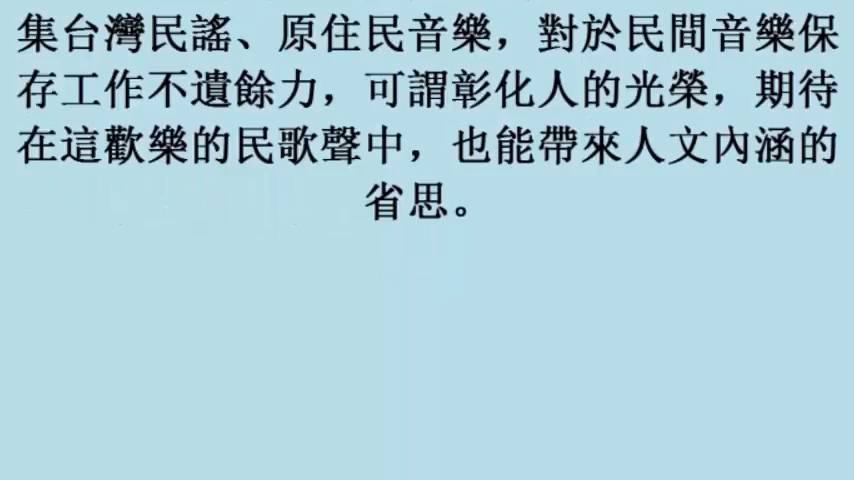 集台灣民謠、原住民音樂，對於民間音樂保
存工作不遺餘力，可謂彰化人的光榮，期待
在這歡樂的民歌聲中，也能帶來人文內涵的
省思。